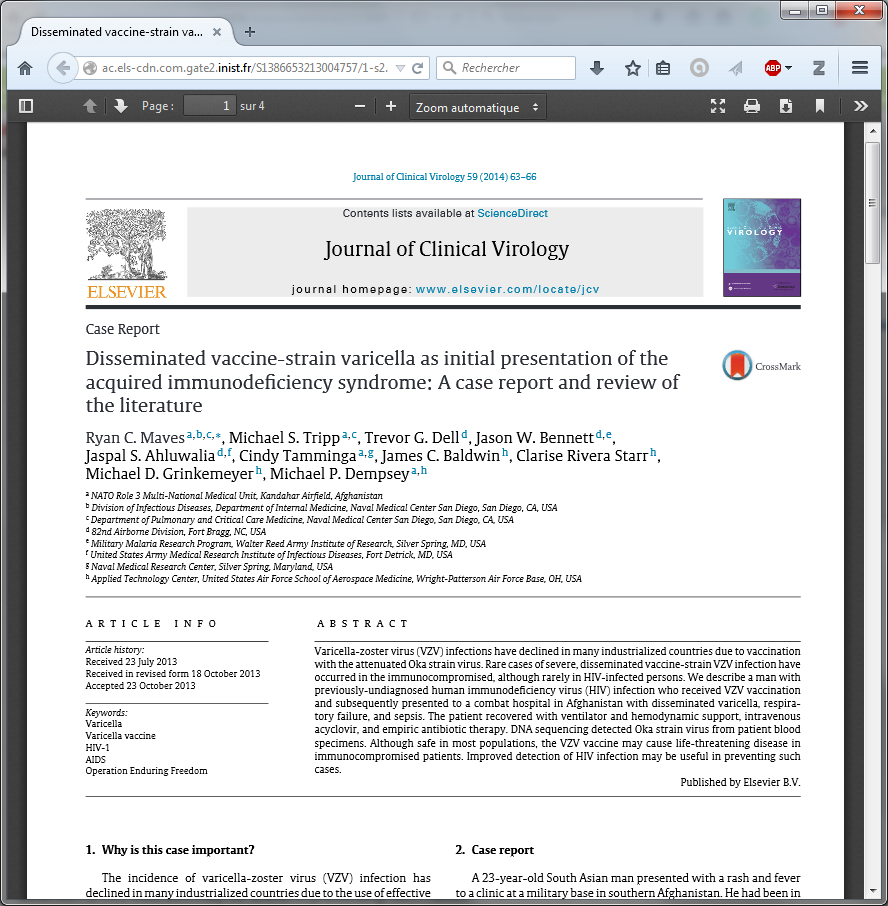 Disseminated vaccine-strain va...
ac.els-cdn.com.gate2.inist.fr/S1386653213004757/1-s2.
Rechercher
ABP
Z
Page :
1
sur 4
Zoom automatique
Journal of Clinical Virology 59 (2014) 63–66
Contents lists available at ScienceDirect
Journal of Clinical Virology
journal homepage: www.elsevier.com/locate/jcv
ELSEVIER
VIROLOGY
Case Report
Disseminated vaccine-strain varicella as initial presentation of the
acquired immunodeficiency syndrome: A case report and review of
the literature
CrossMark
Ryan C. Maves a,b,c,∗, Michael S. Tripp a,c, Trevor G. Dell d, Jason W. Bennett d,e,
Jaspal S. Ahluwalia d,f, Cindy Tamminga a,g, James C. Baldwin h, Clarise Rivera Starr h,
Michael D. Grinkemeyer h, Michael P. Dempsey a,h
a NATO Role 3 Multi-National Medical Unit, Kandahar Airfield, Afghanistan
b Division of Infectious Diseases, Department of Internal Medicine, Naval Medical Center San Diego, San Diego, CA, USA
c Department of Pulmonary and Critical Care Medicine, Naval Medical Center San Diego, San Diego, CA, USA
d 82nd Airborne Division, Fort Bragg, NC, USA
e Military Malaria Research Program, Walter Reed Army Institute of Research, Silver Spring, MD, USA
f United States Army Medical Research Institute of Infectious Diseases, Fort Detrick, MD, USA
g Naval Medical Research Center, Silver Spring, Maryland, USA
h Applied Technology Center, United States Air Force School of Aerospace Medicine, Wright-Patterson Air Force Base, OH, USA
ARTICLE INFO
Article history:
Received 23 July 2013
Received in revised form 18 October 2013
Accepted 23 October 2013
Keywords:
Varicella
Varicella vaccine
HIV-1
AIDS
Operation Enduring Freedom
ABSTRACT
Varicella-zoster virus (VZV) infections have declined in many industrialized countries due to vaccination
with the attenuated Oka strain virus. Rare cases of severe, disseminated vaccine-strain VZV infection have
occurred in the immunocompromised, although rarely in HIV-infected persons. We describe a man with
previously-undiagnosed human immunodeficiency virus (HIV) infection who received VZV vaccination
and subsequently presented to a combat hospital in Afghanistan with disseminated varicella, respira-
tory failure, and sepsis. The patient recovered with ventilator and hemodynamic support, intravenous
acyclovir, and empiric antibiotic therapy. DNA sequencing detected Oka strain virus from patient blood
specimens. Although safe in most populations, the VZV vaccine may cause life-threatening disease in
immunocompromised patients. Improved detection of HIV infection may be useful in preventing such
cases.
Published by Elsevier B.V.
1. Why is this case important?
The incidence of varicella-zoster virus (VZV) infection has
declined in many industrialized countries due to the use of effective
2. Case report
A 23-year-old South Asian man presented with a rash and fever
to a clinic at a military base in southern Afghanistan. He had been in